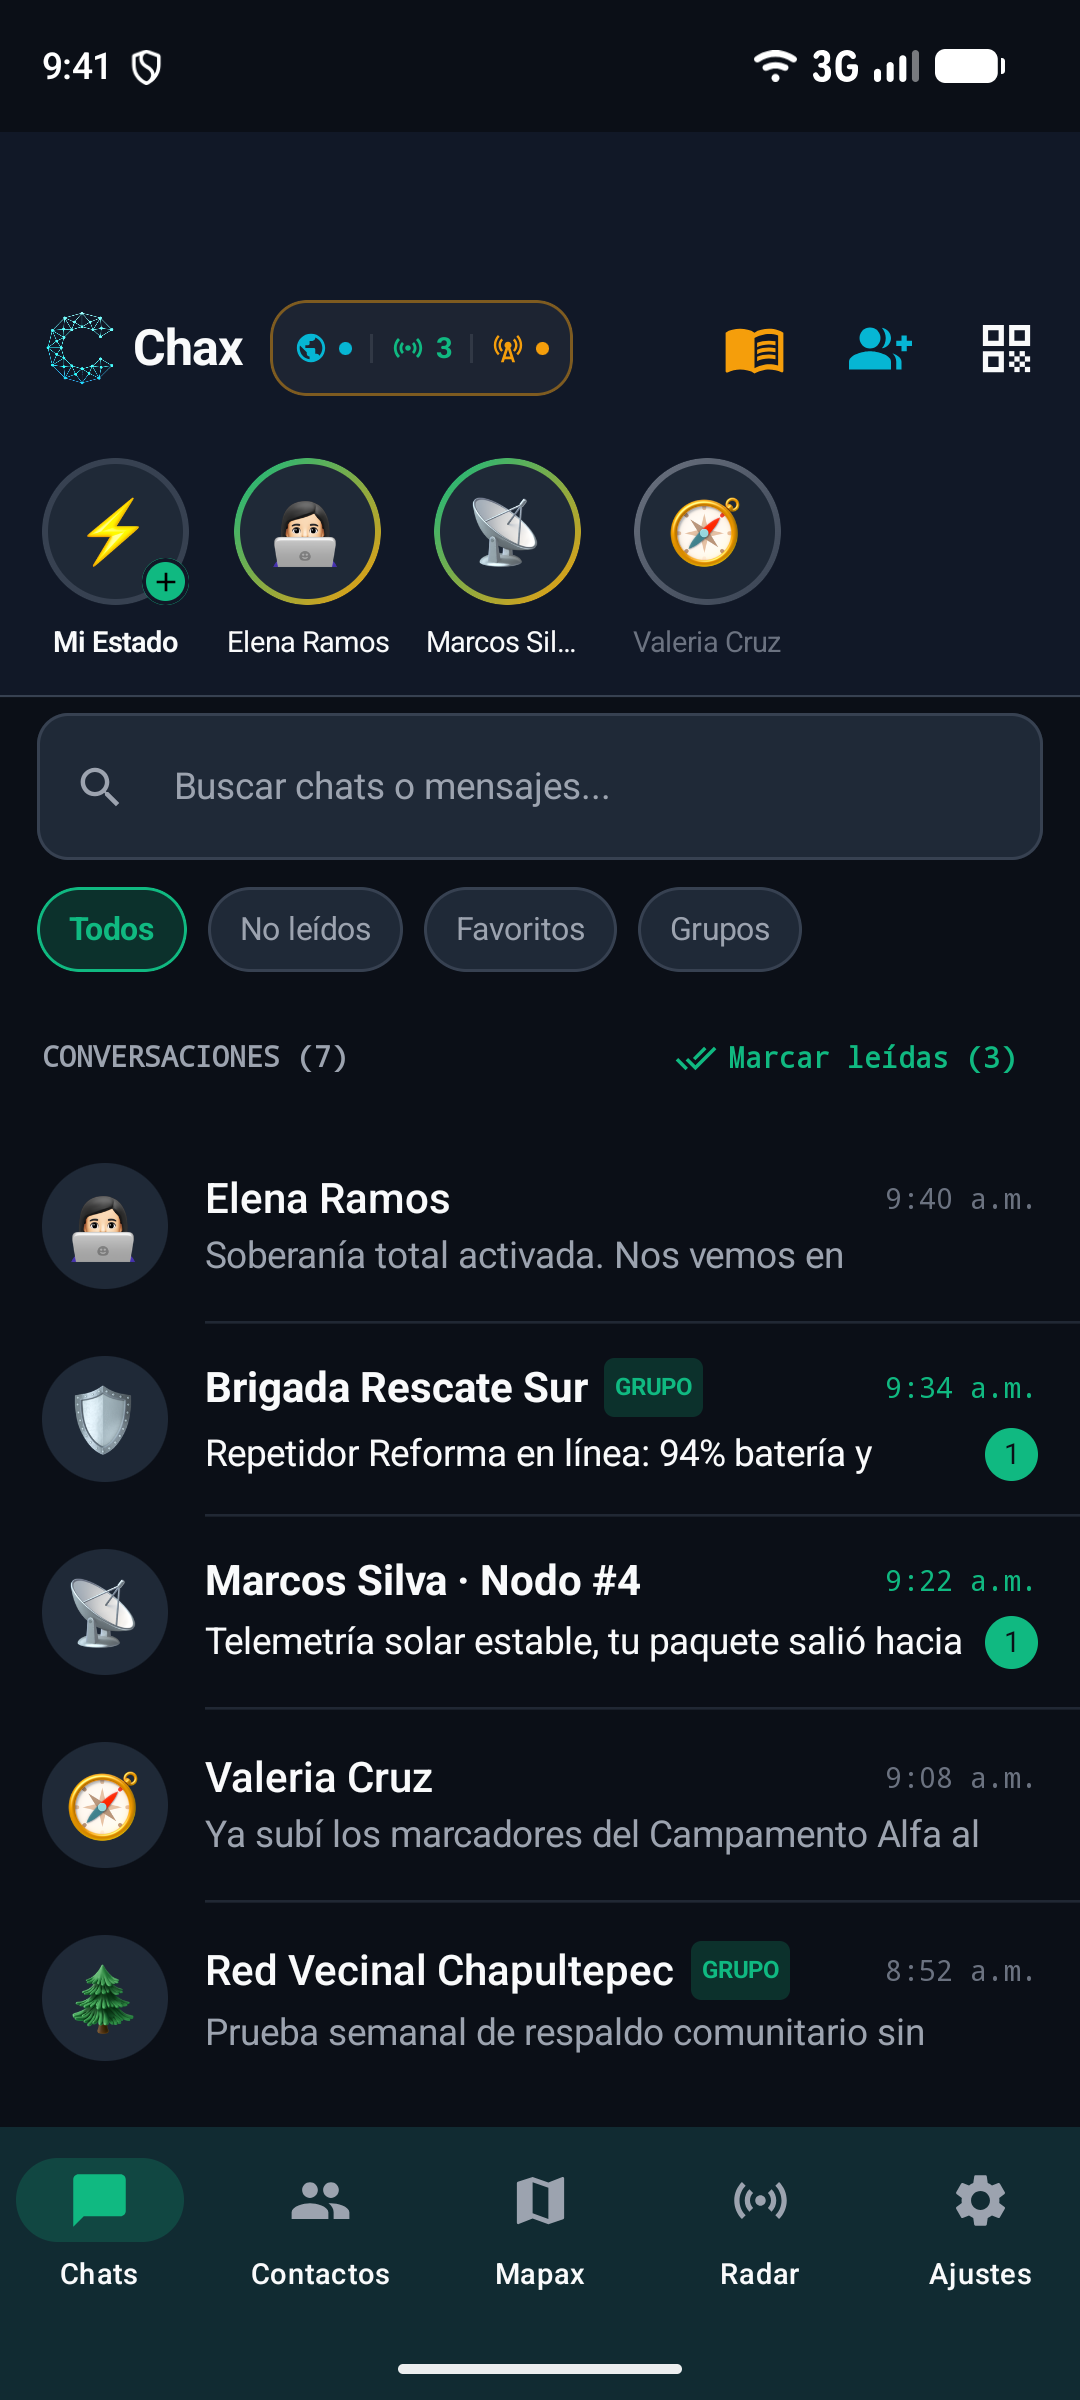 9:41
3G
Chax
3
Mi Estado
Elena Ramos
Marcos Sil...
Valeria Cruz
Buscar chats o mensajes...
Todos
No leídos
Favoritos
Grupos
CONVERSACIONES (7)
Marcar leídas (3)
Elena Ramos
9:40 a.m.
Soberanía total activada. Nos vemos en
Brigada Rescate Sur
GRUPO
9:34 a.m.
Repetidor Reforma en línea: 94% batería y
1
Marcos Silva · Nodo #4
9:22 a.m.
Telemetría solar estable, tu paquete salió hacia
1
Valeria Cruz
9:08 a.m.
Ya subí los marcadores del Campamento Alfa al
Red Vecinal Chapultepec
GRUPO
8:52 a.m.
Prueba semanal de respaldo comunitario sin
Chats
Contactos
Mapax
Radar
Ajustes